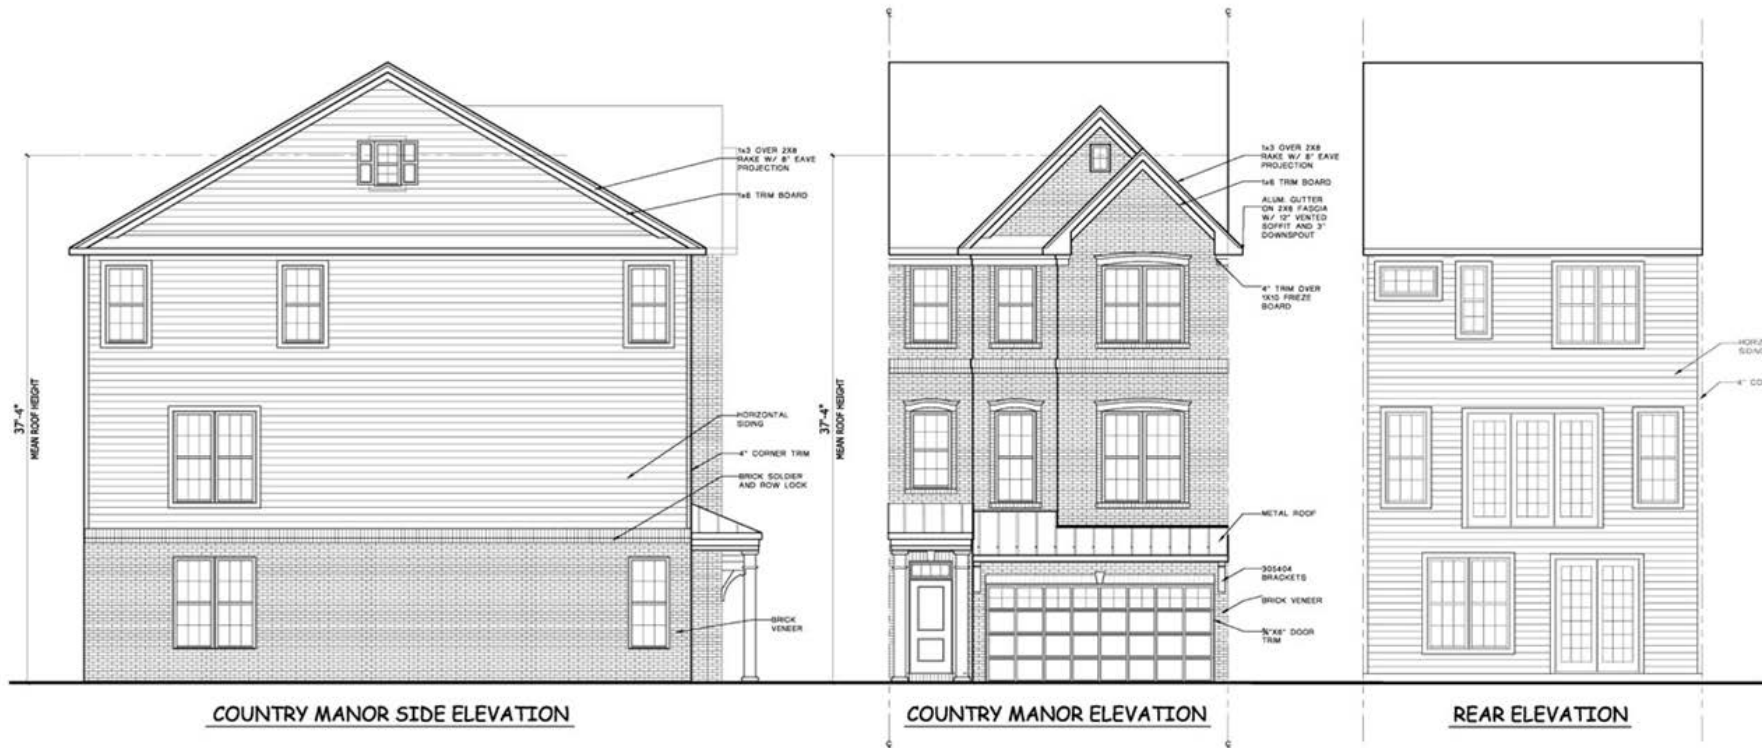 ℄
℄
1x3 OVER 2X8
RAKE W/ 8" EAVE
PROJECTION
1x6 TRIM BOARD
37'-4"
MEAN ROOF HEIGHT
HORIZONTAL
SIDING
4" CORNER TRIM
BRICK SOLDIER
AND ROW LOCK
BRICK
VENEER
COUNTRY MANOR SIDE ELEVATION
1x3 OVER 2X8
RAKE W/ 8" EAVE
PROJECTION
1x6 TRIM BOARD
ALUM. GUTTER
ON 2X8 FASCIA
W/ 12" VENTED
SOFFIT AND 3"
DOWNSPOUT
4" TRIM OVER
1X10 FRIEZE
BOARD
37'-4"
MEAN ROOF HEIGHT
METAL ROOF
BRACKETS
BRICK VENEER
DOOR
TRIM
COUNTRY MANOR ELEVATION
℄
℄
4" CO
REAR ELEVATION